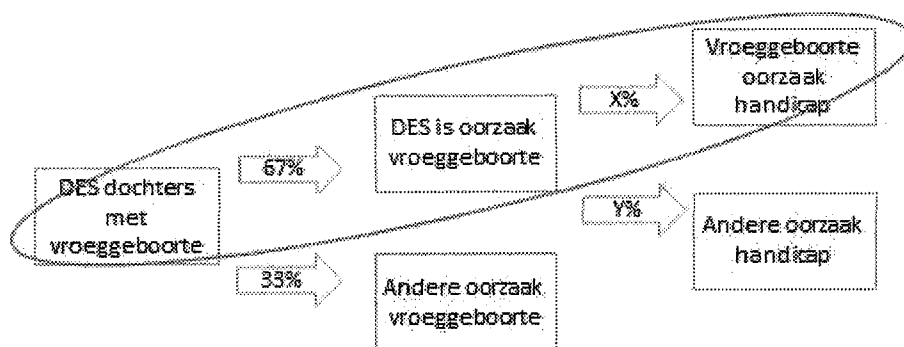 Vroeggeboorte
oorzaak
handicap
X%
DES is oorzaak
vroeggeboorte
67%
DES dochters
met
vroeggeboorte
Y%
Andere oorzaak
handicap
33%
Andere oorzaak
vroeggeboorte